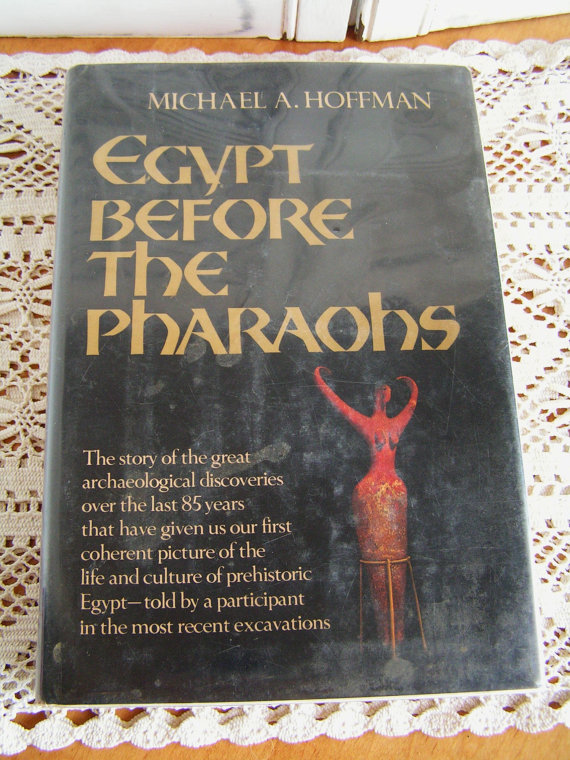 MICHAEL A. HOFFMAN
EGYPT
BEFORE
THE
PHARAOHS
The story of the great
archaeological discoveries
over the last 85 years
that have given us our first
coherent picture of the
life and culture of prehistoric
Egypt—told by a participant
in the most recent excavations